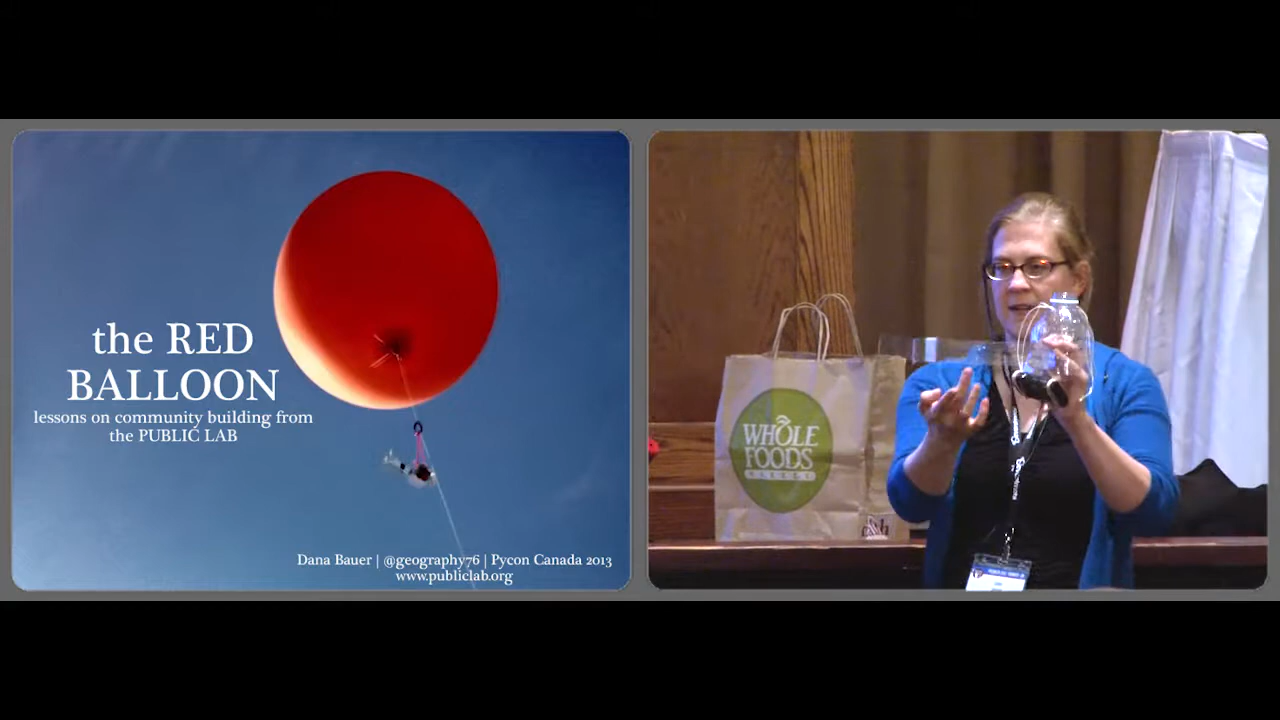 the RED
BALLOON
lessons on community building from
the PUBLIC LAB
Dana Bauer | @geography76 | Pycon Canada 2013
www.publiclab.org
WHOLE
FOODS
MARKET